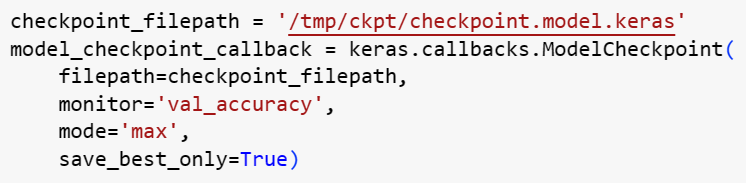 checkpoint_filepath = '/tmp/ckpt/checkpoint.model.keras'
model_checkpoint_callback = keras.callbacks.ModelCheckpoint(
    filepath=checkpoint_filepath,
    monitor='val_accuracy',
    mode='max',
    save_best_only=True)